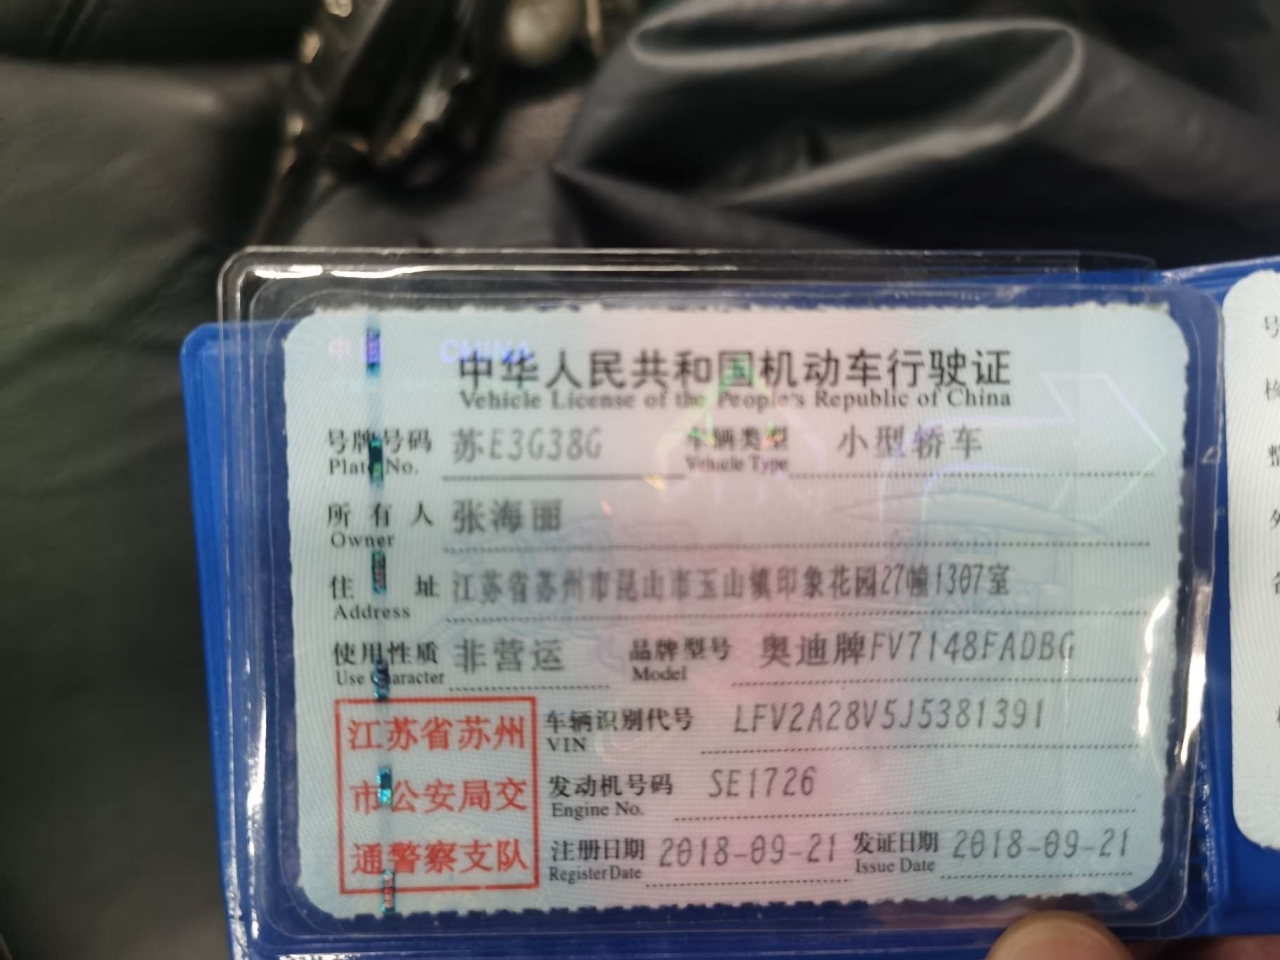 中国 CHINA
中华人民共和国机动车行驶证
Vehicle License of the People's Republic of China
号牌号码 苏E3G38G 车辆类型 小型轿车
Plate No. Vehicle Type
所有人 张海丽
Owner
住址 江苏省苏州市昆山市玉山镇印象花园27幢1307室
Address
使用性质 非营运 品牌型号 奥迪牌FV7148FADBG
Use Character Model
江苏省苏州
市公安局交
通警察支队
车辆识别代号 LFV2A28V5J5381391
VIN
发动机号码 SE1726
Engine No.
注册日期 2018-09-21 发证日期 2018-09-21
Register Date Issue Date
号